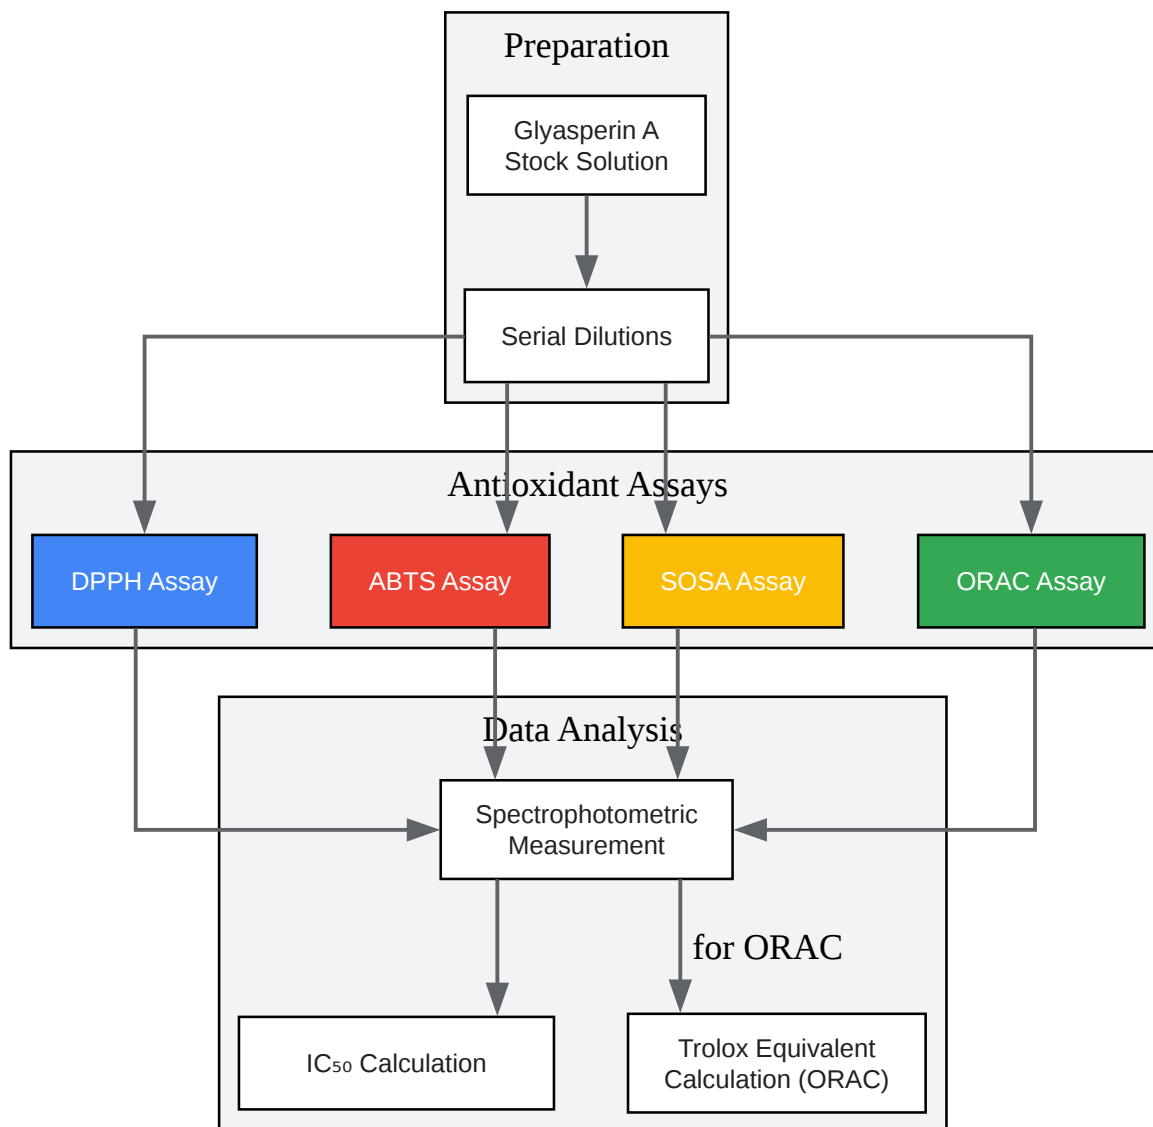 Preparation
Glyasperin A
Stock Solution
Serial Dilutions
Antioxidant Assays
DPPH Assay
ABTS Assay
SOSA Assay
ORAC Assay
Data Analysis
Spectrophotometric
Measurement
for ORAC
IC₅₀ Calculation
Trolox Equivalent
Calculation (ORAC)